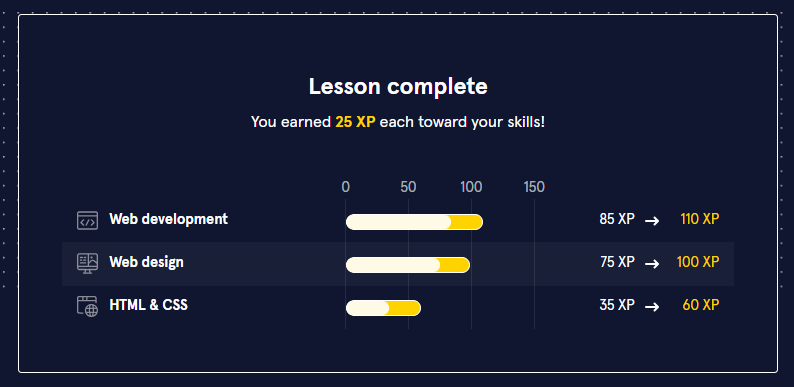 Lesson complete
You earned 25 XP each toward your skills!
0 50 100 150
Web development 85 XP → 110 XP
Web design 75 XP → 100 XP
HTML & CSS 35 XP → 60 XP